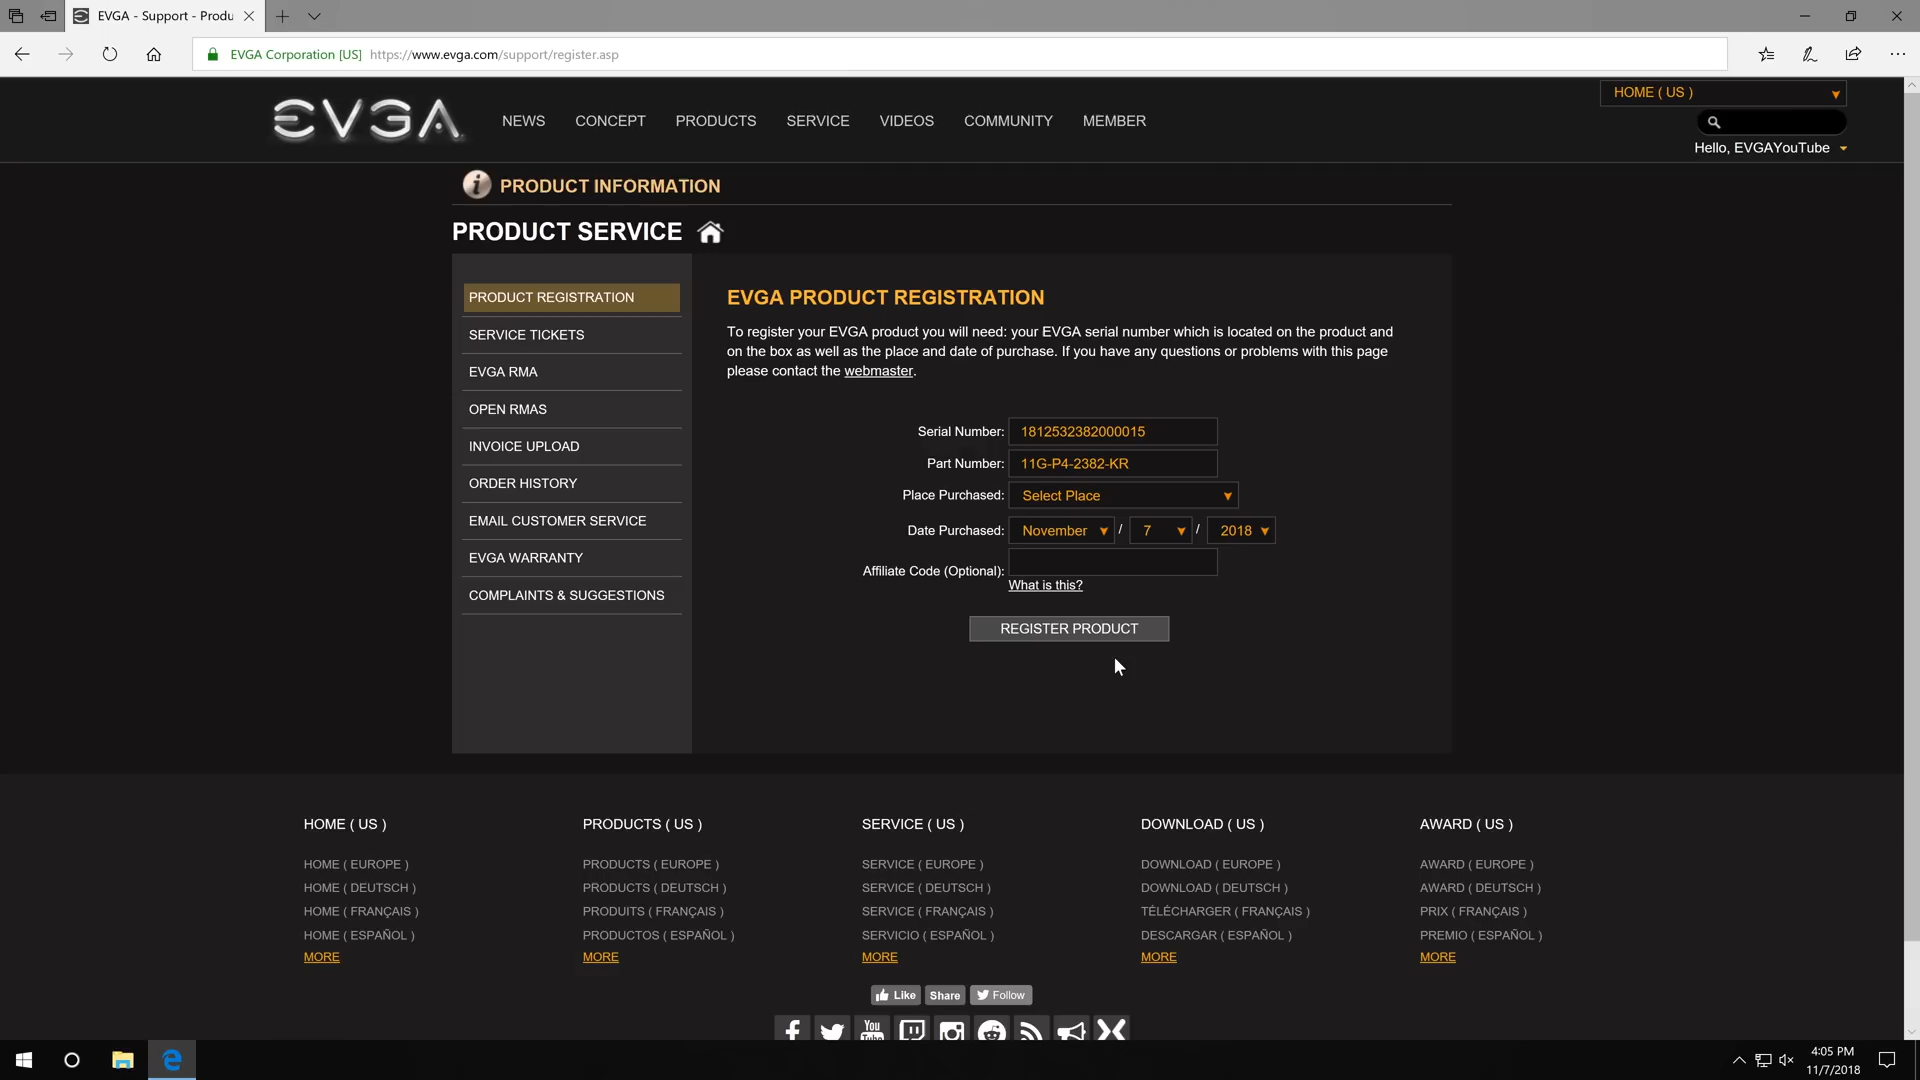 EVGA - Support - Produ
EVGA Corporation [US] https://www.evga.com/support/register.asp
HOME ( US )
EVGA
NEWS CONCEPT PRODUCTS SERVICE VIDEOS COMMUNITY MEMBER
Hello, EVGAYouTube
PRODUCT INFORMATION
PRODUCT SERVICE
PRODUCT REGISTRATION
SERVICE TICKETS
EVGA RMA
OPEN RMAS
INVOICE UPLOAD
ORDER HISTORY
EMAIL CUSTOMER SERVICE
EVGA WARRANTY
COMPLAINTS & SUGGESTIONS
EVGA PRODUCT REGISTRATION
To register your EVGA product you will need: your EVGA serial number which is located on the product and
on the box as well as the place and date of purchase. If you have any questions or problems with this page
please contact the webmaster.
Serial Number: 1812532382000015
Part Number: 11G-P4-2382-KR
Place Purchased: Select Place
Date Purchased: November / 7 / 2018
Affiliate Code (Optional):
What is this?
REGISTER PRODUCT
HOME ( US ) PRODUCTS ( US ) SERVICE ( US ) DOWNLOAD ( US ) AWARD ( US )
HOME ( EUROPE ) PRODUCTS ( EUROPE ) SERVICE ( EUROPE ) DOWNLOAD ( EUROPE ) AWARD ( EUROPE )
HOME ( DEUTSCH ) PRODUCTS ( DEUTSCH ) SERVICE ( DEUTSCH ) DOWNLOAD ( DEUTSCH ) AWARD ( DEUTSCH )
HOME ( FRANÇAIS ) PRODUITS ( FRANÇAIS ) SERVICE ( FRANÇAIS ) TÉLÉCHARGER ( FRANÇAIS ) PRIX ( FRANÇAIS )
HOME ( ESPAÑOL ) PRODUCTOS ( ESPAÑOL ) SERVICIO ( ESPAÑOL ) DESCARGAR ( ESPAÑOL ) PREMIO ( ESPAÑOL )
MORE MORE MORE MORE MORE
Like Share Follow
You
Tube
4:05 PM
11/7/2018